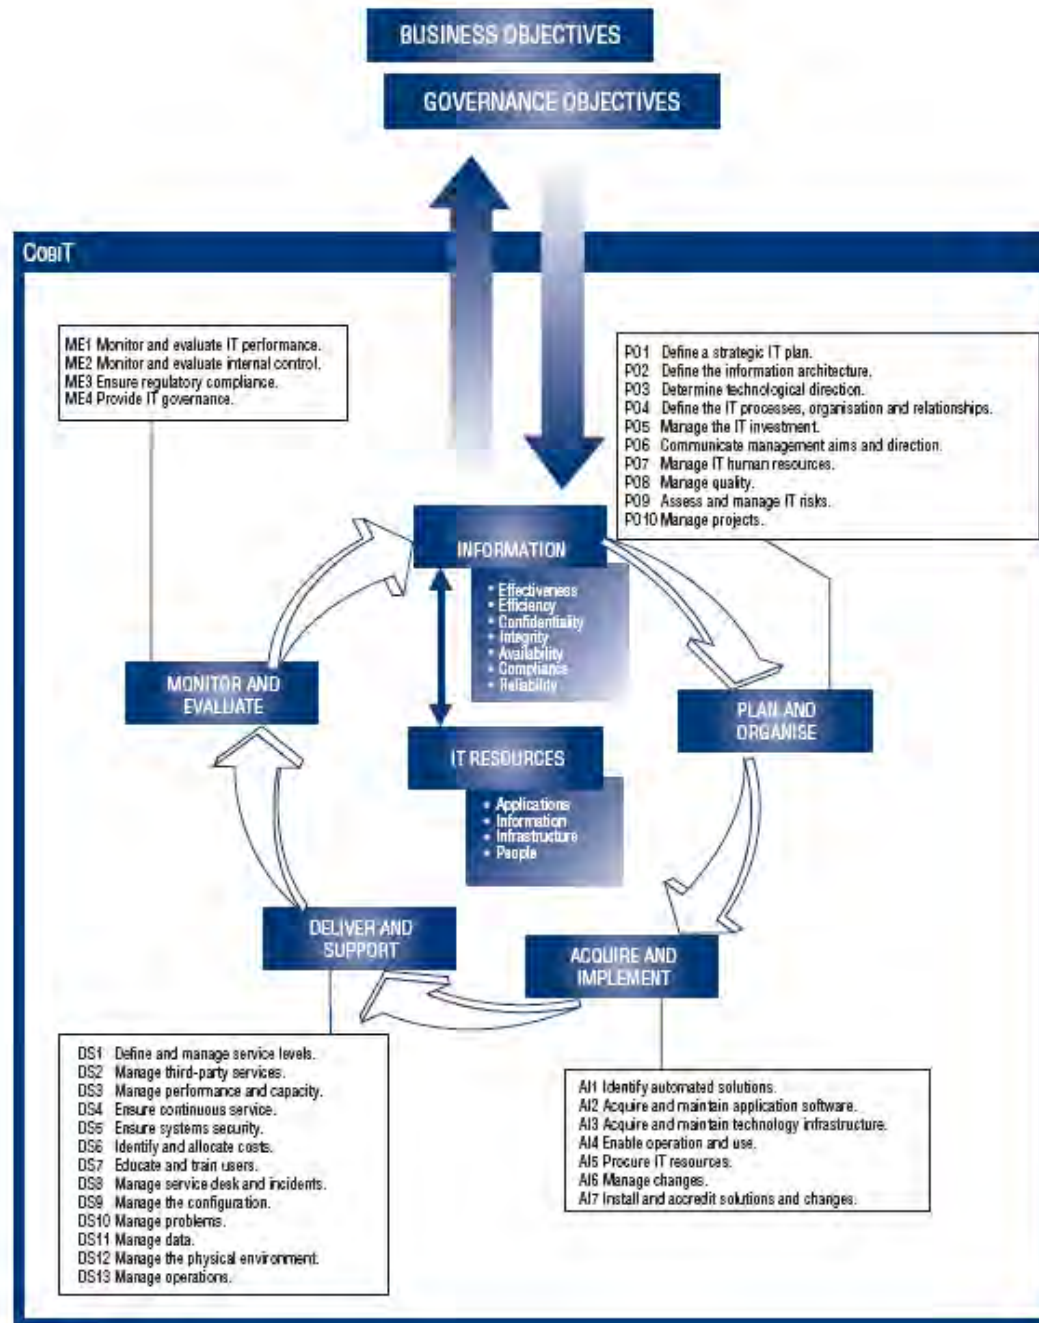 BUSINESS OBJECTIVES
GOVERNANCE OBJECTIVES
COBIT
ME1 Monitor and evaluate IT performance.
ME2 Monitor and evaluate internal control.
ME3 Ensure regulatory compliance.
ME4 Provide IT governance.
PO1 Define a strategic IT plan.
PO2 Define the information architecture.
PO3 Determine technological direction.
PO4 Define the IT processes, organisation and relationships.
PO5 Manage the IT investment.
PO6 Communicate management aims and direction.
PO7 Manage IT human resources.
PO8 Manage quality.
PO9 Assess and manage IT risks.
PO10 Manage projects.
INFORMATION
• Effectiveness
• Efficiency
• Confidentiality
• Integrity
• Availability
• Compliance
• Reliability
MONITOR AND
EVALUATE
PLAN AND
ORGANISE
IT RESOURCES
• Applications
• Information
• Infrastructure
• People
DELIVER AND
SUPPORT
ACQUIRE AND
IMPLEMENT
DS1 Define and manage service levels.
DS2 Manage third-party services.
DS3 Manage performance and capacity.
DS4 Ensure continuous service.
DS5 Ensure systems security.
DS6 Identify and allocate costs.
DS7 Educate and train users.
DS8 Manage service desk and incidents.
DS9 Manage the configuration.
DS10 Manage problems.
DS11 Manage data.
DS12 Manage the physical environment.
DS13 Manage operations.
AI1 Identify automated solutions.
AI2 Acquire and maintain application software.
AI3 Acquire and maintain technology infrastructure.
AI4 Enable operation and use.
AI5 Procure IT resources.
AI6 Manage changes.
AI7 Install and accredit solutions and changes.